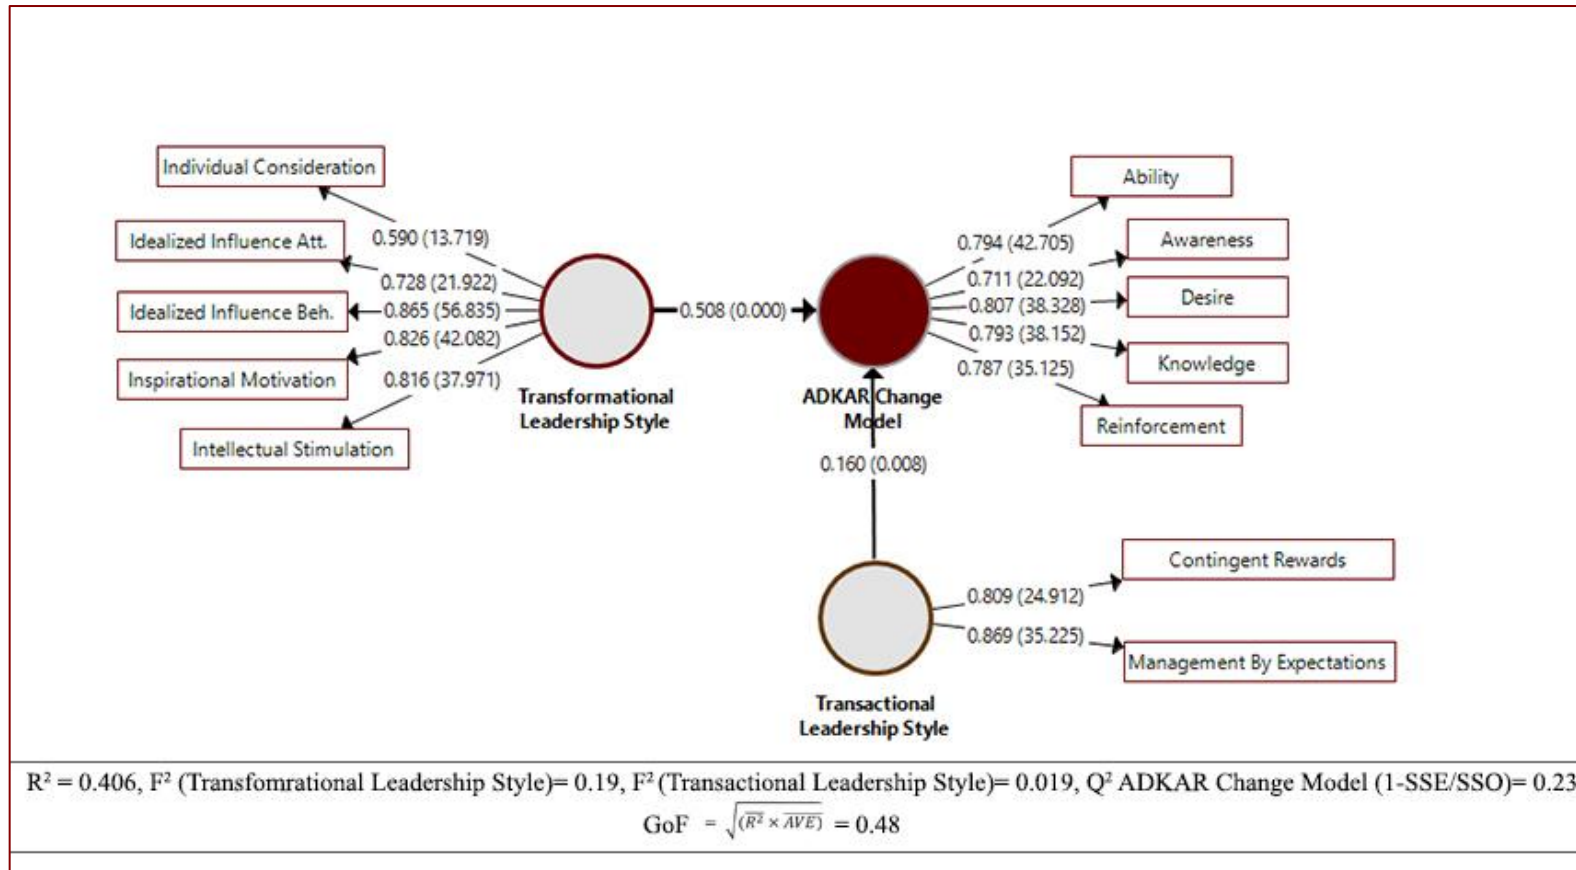 Individual Consideration
Idealized Influence Att.
Idealized Influence Beh.
Inspirational Motivation
Intellectual Stimulation
0.590 (13.719)
0.728 (21.922)
0.865 (56.835)
0.826 (42.082)
0.816 (37.971)
Transformational
Leadership Style
0.508 (0.000)
ADKAR Change
Model
0.794 (42.705)
0.711 (22.092)
0.807 (38.328)
0.793 (38.152)
0.787 (35.125)
Ability
Awareness
Desire
Knowledge
Reinforcement
0.160 (0.008)
Transactional
Leadership Style
0.809 (24.912)
0.869 (35.225)
Contingent Rewards
Management By Expectations
R² = 0.406, F² (Transfomrational Leadership Style)= 0.19, F² (Transactional Leadership Style)= 0.019, Q² ADKAR Change Model (1-SSE/SSO)= 0.23
GoF = √(R̅² × A̅V̅E̅) = 0.48